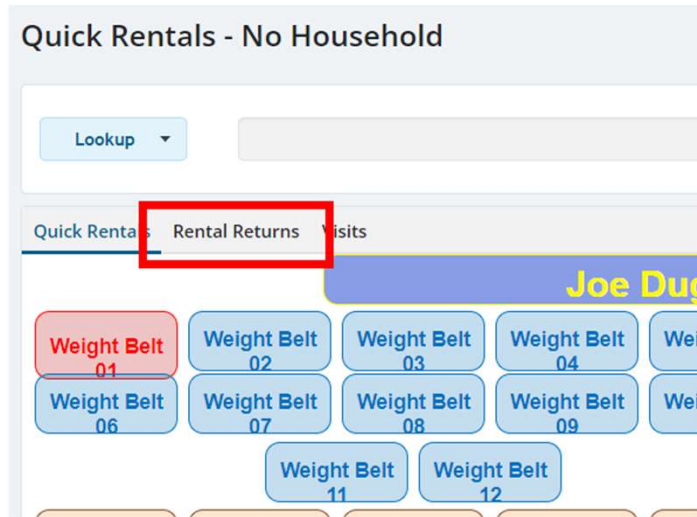 Quick Rentals - No Household
Lookup
Quick Rentals Rental Returns Visits
Joe
Weight Belt 01
Weight Belt 02
Weight Belt 03
Weight Belt 04
Weight Belt 06
Weight Belt 07
Weight Belt 08
Weight Belt 09
Weight Belt 11
Weight Belt 12